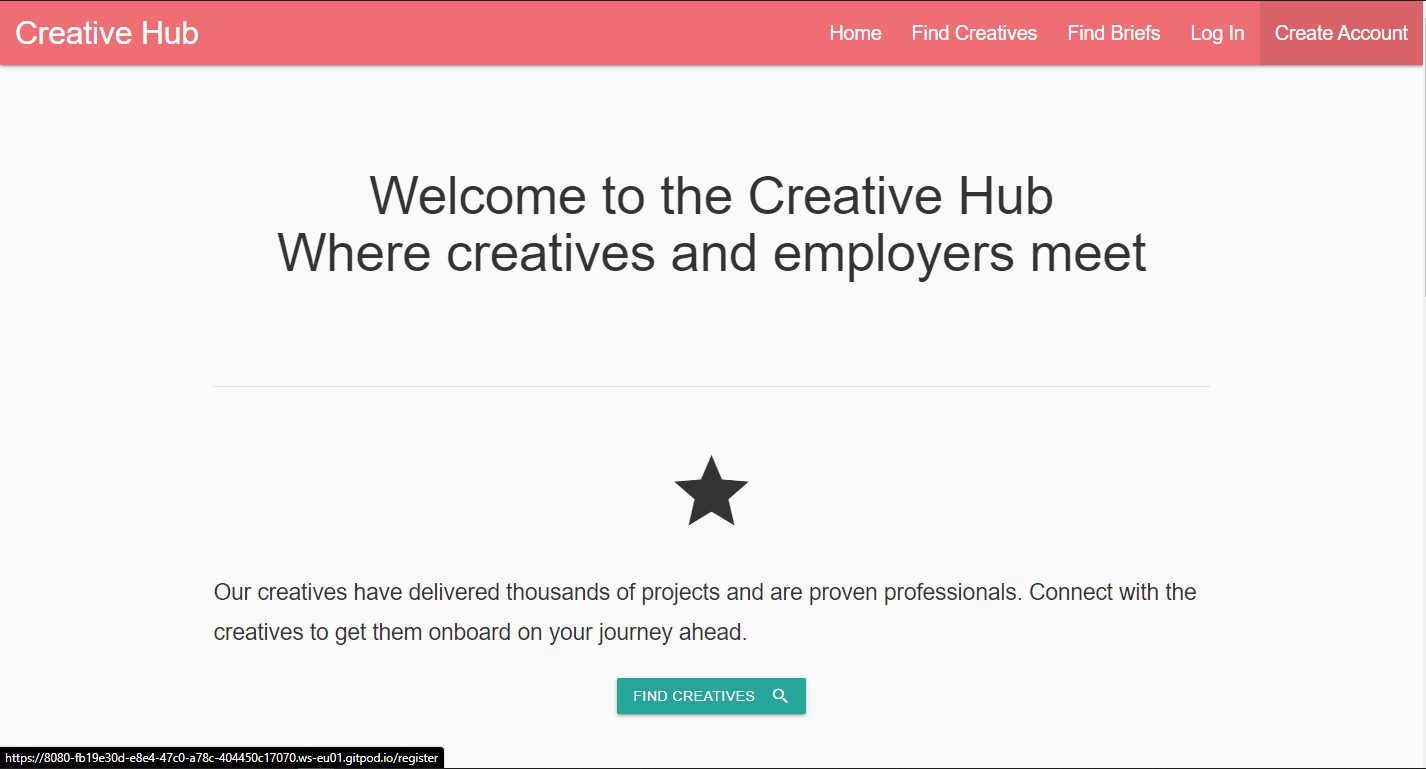 Creative Hub
Home
Find Creatives
Find Briefs
Log In
Create Account
Welcome to the Creative Hub
Where creatives and employers meet
Our creatives have delivered thousands of projects and are proven professionals. Connect with the
creatives to get them onboard on your journey ahead.
FIND CREATIVES
https://8080-fb19e30d-e8e4-47c0-a78c-404450c17070.ws-eu01.gitpod.io/register